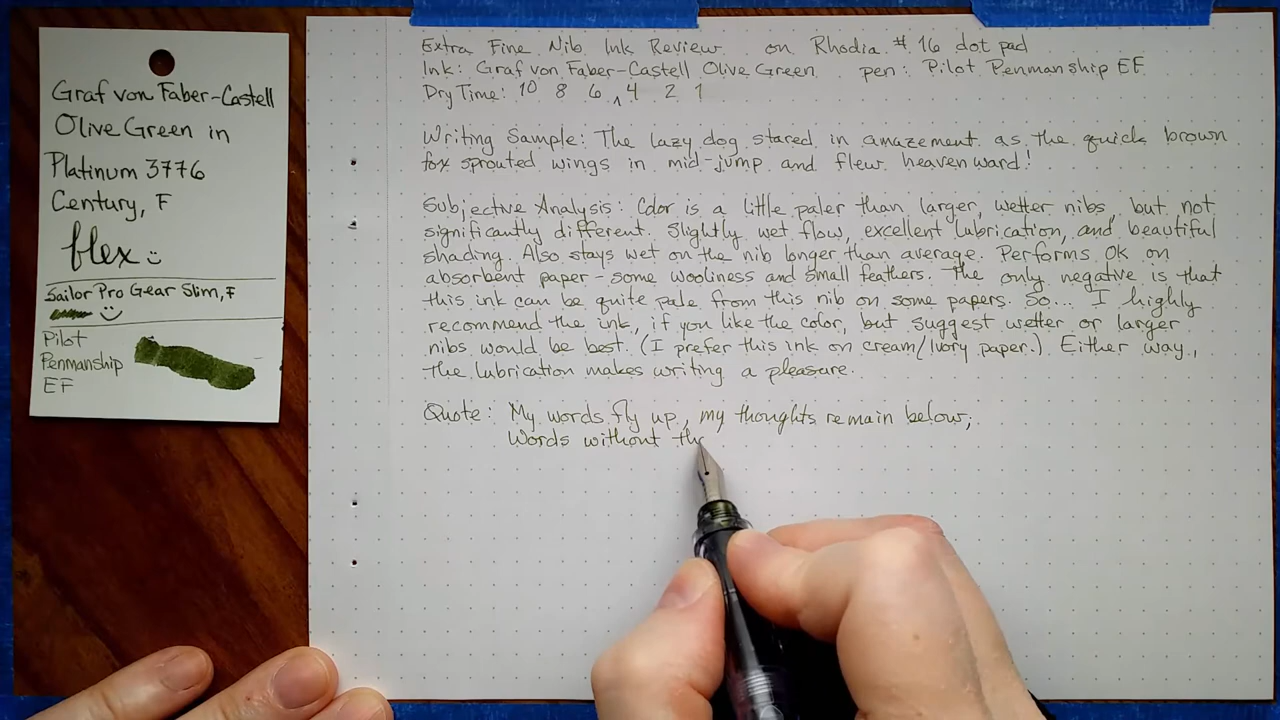 Graf von Faber-Castell
Olive Green in
Platinum 3776
Century, F
flex
Sailor Pro Gear Slim, F
Pilot
Penmanship
EF
Extra Fine Nib Ink Review on Rhodia #16 dot pad
Ink: Graf von Faber-Castell Olive Green pen: Pilot Penmanship EF
Dry Time: 10 8 6 ^ 4 2 1
Writing Sample: The lazy dog stared in amazement as the quick brown
fox sprouted wings in mid-jump and flew heavenward!
Subjective Analysis: Color is a little paler than larger, wetter nibs, but not
significantly different. Slightly wet flow, excellent lubrication, and beautiful
shading. Also stays wet on the nib longer than average. Performs Ok on
absorbent paper - some wooliness and small feathers. The only negative is that
this ink can be quite pale from this nib on some papers. So... I highly
recommend the ink, if you like the color, but suggest wetter or larger
nibs would be best. (I prefer this ink on cream/ivory paper.) Either way,
the lubrication makes writing a pleasure.
Quote: My words fly up, my thoughts remain below;
Words without th